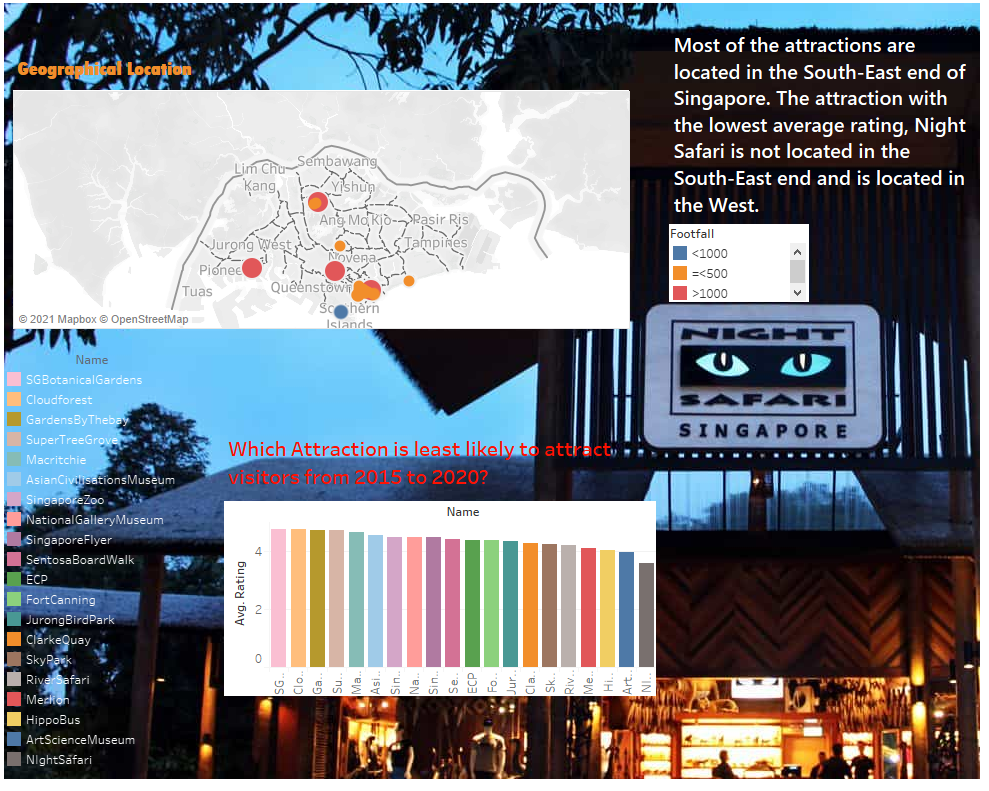 Geographical Location
Lim Chu
Kang
Sembawang
Yishun
Ang Mo Kio
Pasir Ris
Tampines
Jurong West
Novena
Pionee
Queenstown
Tuas
Southern
Islands
© 2021 Mapbox © OpenStreetMap
Most of the attractions are
located in the South-East end of
Singapore. The attraction with
the lowest average rating, Night
Safari is not located in the
South-East end and is located in
the West.
Footfall
<1000
=<500
>1000
NIGHT
SAFARI
SINGAPORE
Name
SGBotanicalGardens
Cloudforest
GardensByThebay
SuperTreeGrove
Macritchie
AsianCivilisationsMuseum
SingaporeZoo
NationalGalleryMuseum
SingaporeFlyer
SentosaBoardWalk
ECP
FortCanning
JurongBirdPark
ClarkeQuay
SkyPark
RiverSafari
Merlion
HippoBus
ArtScienceMuseum
NIghtSafari
Which Attraction is least likely to attract
visitors from 2015 to 2020?
Name
Avg. Rating
4
2
0
SG..
Clo..
Ga..
Su..
Ma..
Asi..
Sin..
Na..
Sin..
Se..
ECP
Fo..
Jur..
Cla..
Sk..
Riv..
Me..
Hi..
Art..
NI..